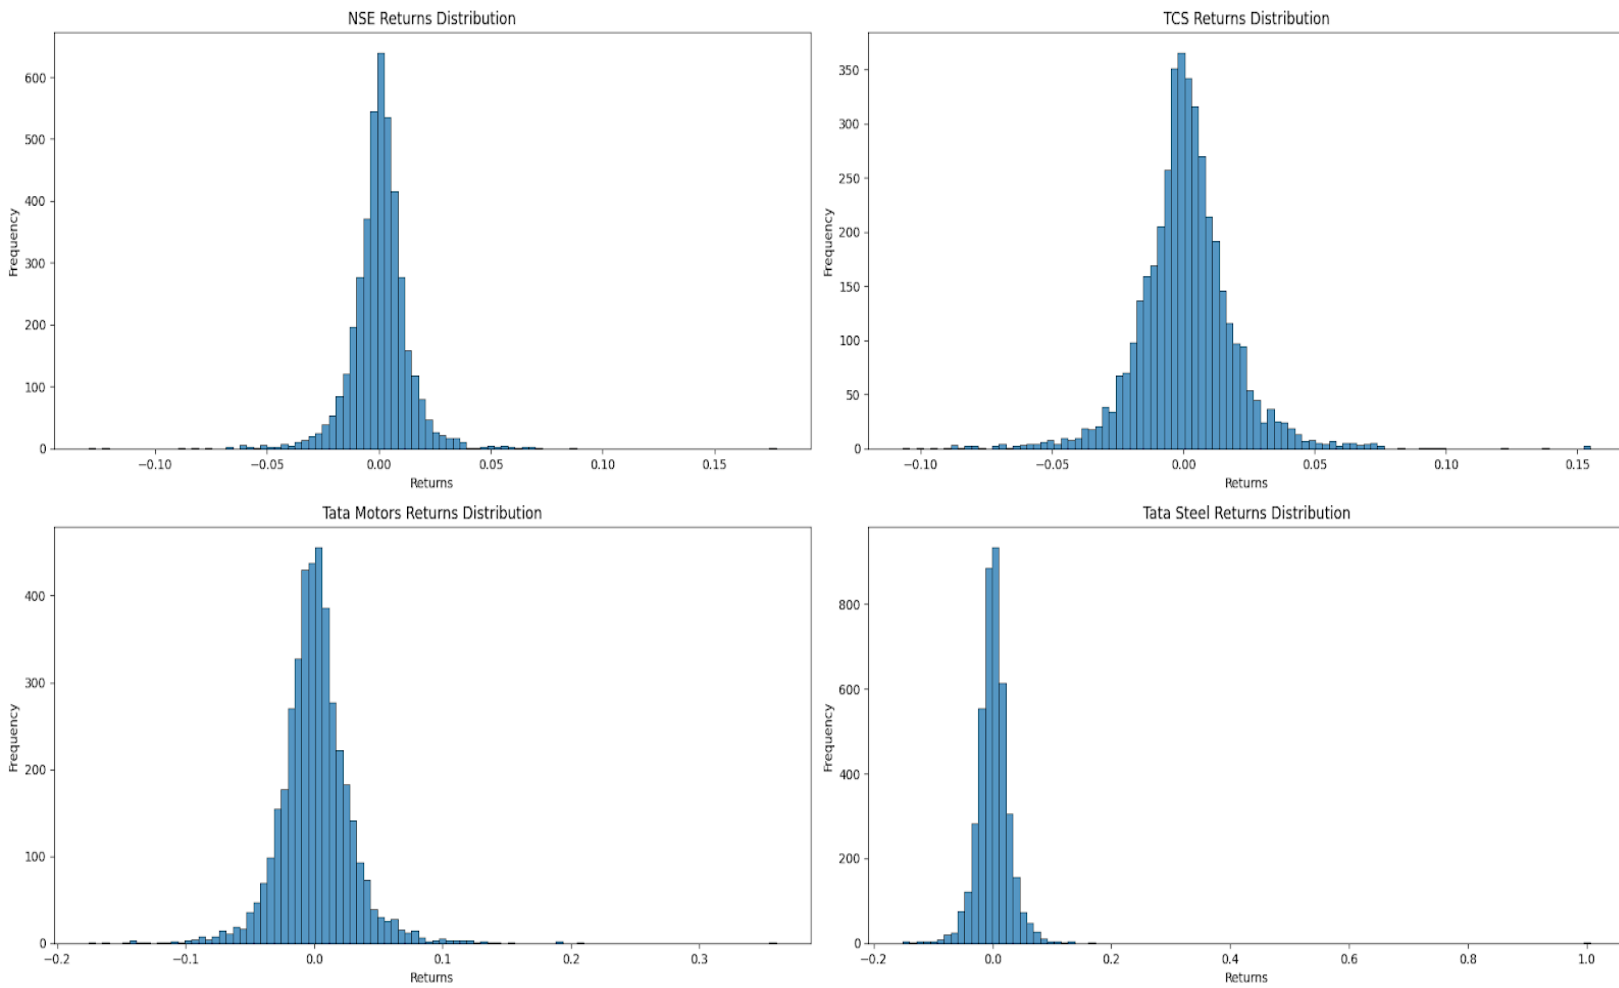 NSE Returns Distribution
600
500
400
300
200
100
0
Frequency
−0.10 −0.05 0.00 0.05 0.10 0.15
Returns
TCS Returns Distribution
350
300
250
200
150
100
50
0
Frequency
−0.10 −0.05 0.00 0.05 0.10 0.15
Returns
Tata Motors Returns Distribution
400
300
200
100
0
Frequency
−0.2 −0.1 0.0 0.1 0.2 0.3
Returns
Tata Steel Returns Distribution
800
600
400
200
0
Frequency
−0.2 0.0 0.2 0.4 0.6 0.8 1.0
Returns